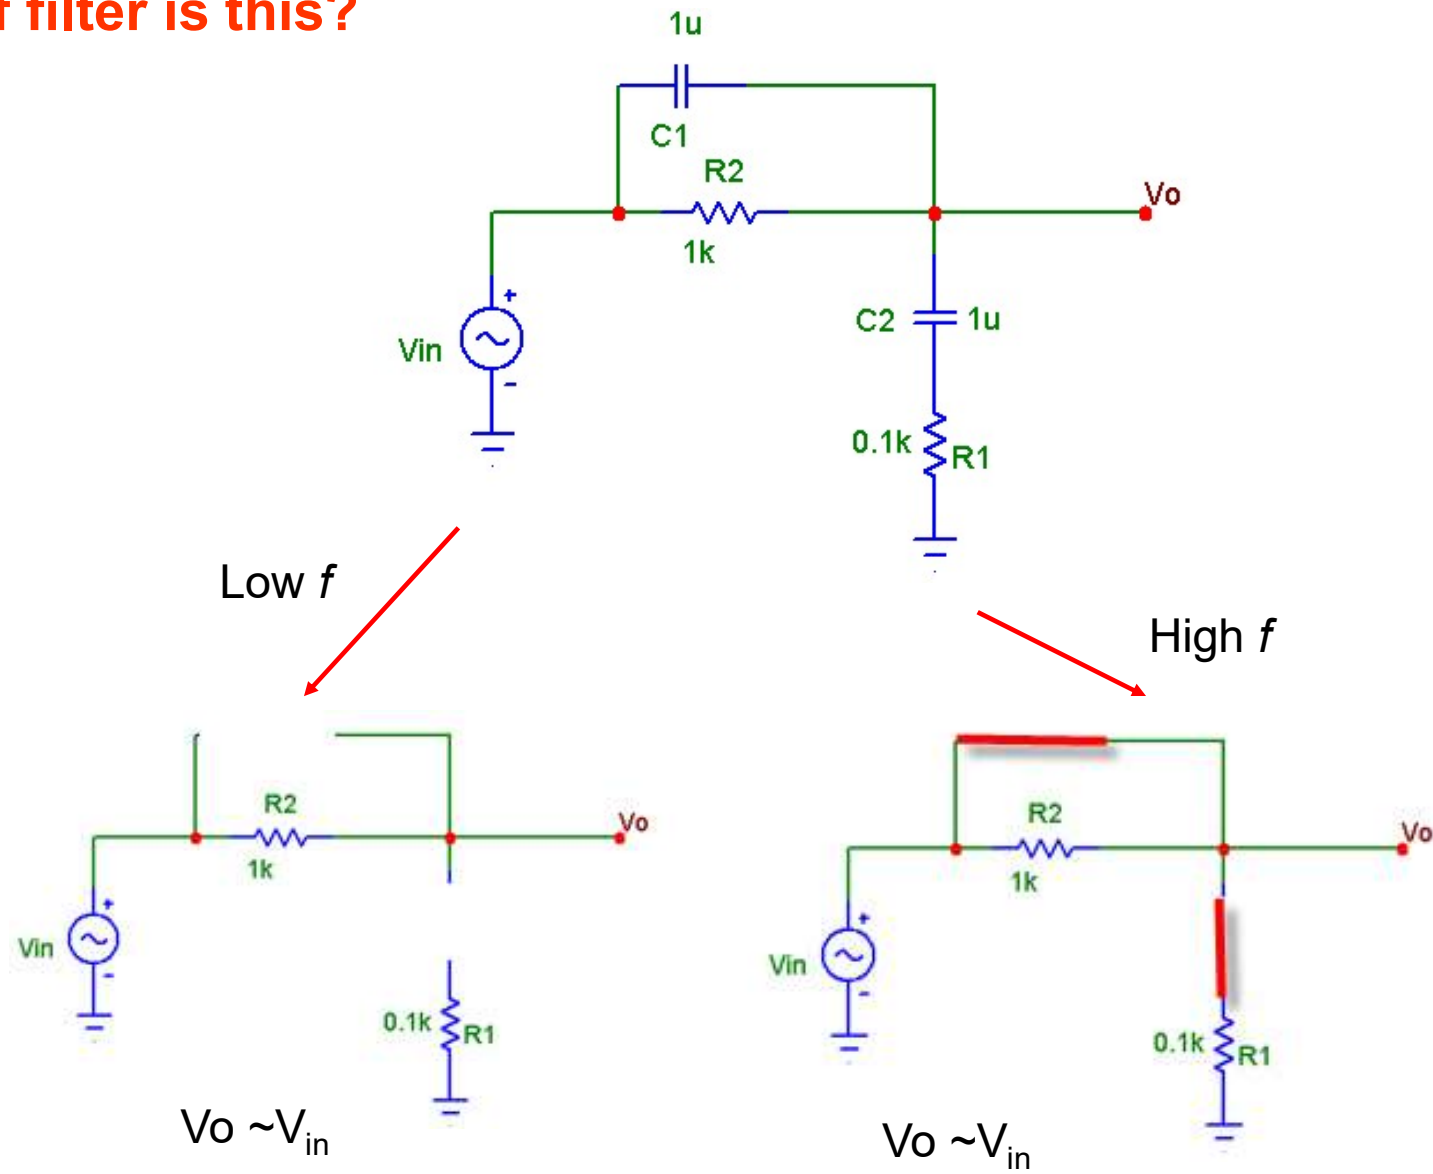 f filter is this?
1u
C1
R2
1k
Vo
+
Vin
-
C2 1u
0.1k R1
Low f
High f
R2
1k
Vo
+
Vin
-
0.1k R1
Vo ~Vin
R2
1k
Vo
+
Vin
-
0.1k R1
Vo ~Vin